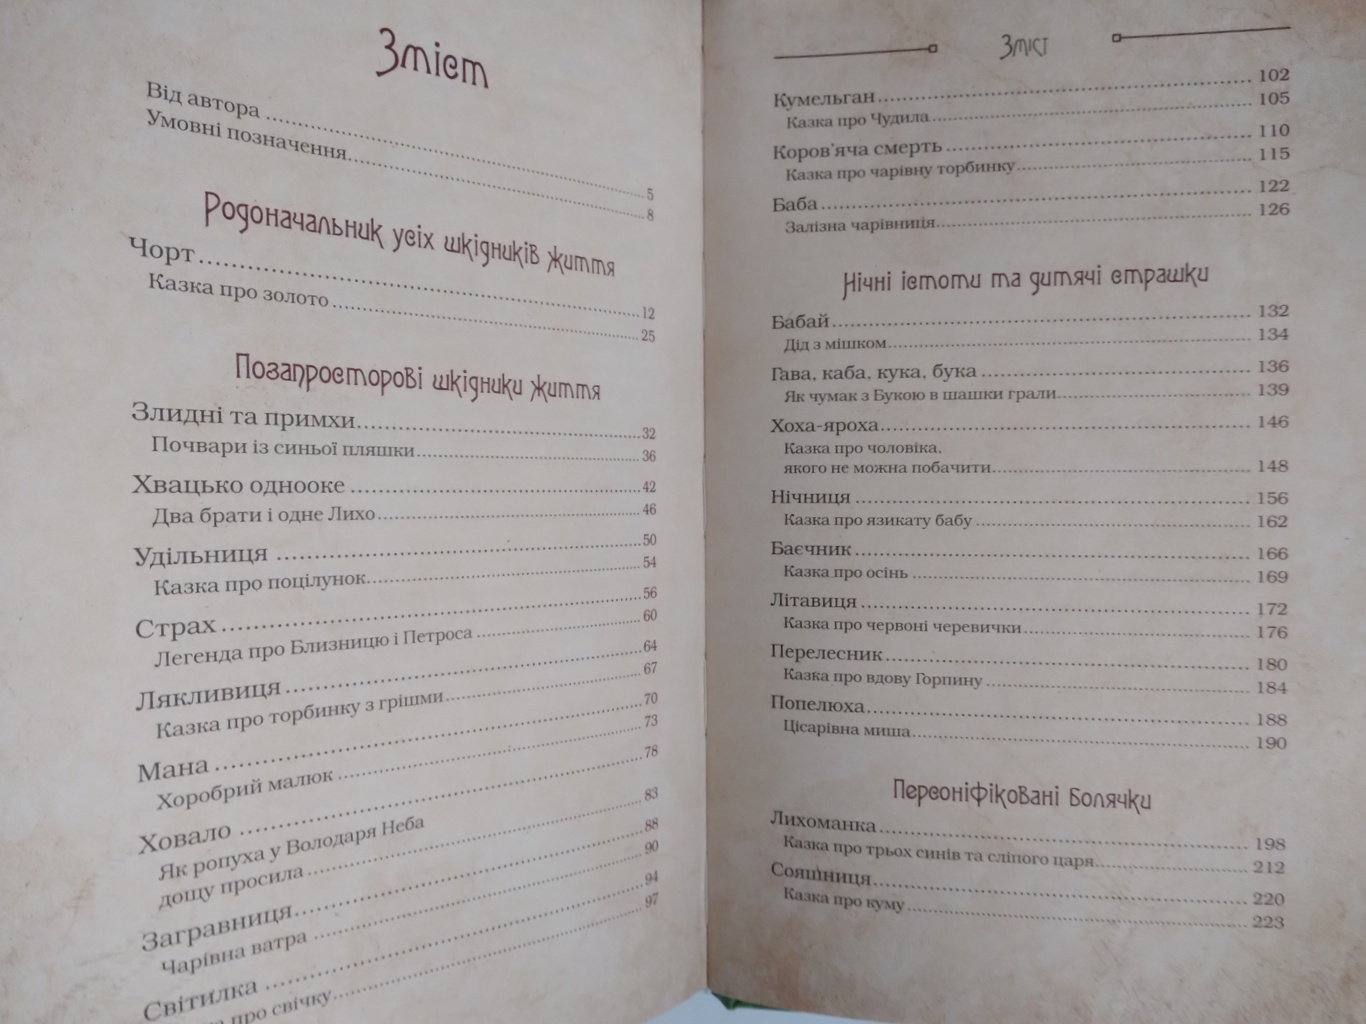 Зміст
Від автора 5
Умовні позначення 8
Родоначальник усіх шкідників життя
Чорт 12
Казка про золото 25
Позапросторові шкідники життя
Злидні та примхи 32
Почвари із синьої пляшки 36
Хвацько однооке 42
Два брати і одне Лихо 46
Удільниця 50
Казка про поцілунок 54
Страх 56
Легенда про Близницю і Петроса 60
Лякливиця 64
Казка про торбинку з грішми 67
Мана 70
Хоробрий малюк 73
Ховало 78
Як ропуха у Володаря Неба
дощу просила 83
Загравниця 88
Чарівна ватра 90
Світилка 94
про свічку 97
Зміст
Кумельган 102
Казка про Чудила 105
Коров'яча смерть 110
Казка про чарівну торбинку 115
Баба 122
Залізна чарівниця 126
Нічні істоти та дитячі страшки
Бабай 132
Дід з мішком 134
Гава, каба, кука, бука 136
Як чумак з Букою в шашки грали 139
Хоха-яроха 146
Казка про чоловіка,
якого не можна побачити 148
Нічниця 156
Казка про язикату бабу 162
Баєчник 166
Казка про осінь 169
Літавиця 172
Казка про червоні черевички 176
Перелесник 180
Казка про вдову Горпину 184
Попелюха 188
Цісарівна миша 190
Персоніфіковані болячки
Лихоманка 198
Казка про трьох синів та сліпого царя 212
Сояшниця 220
Казка про куму 223